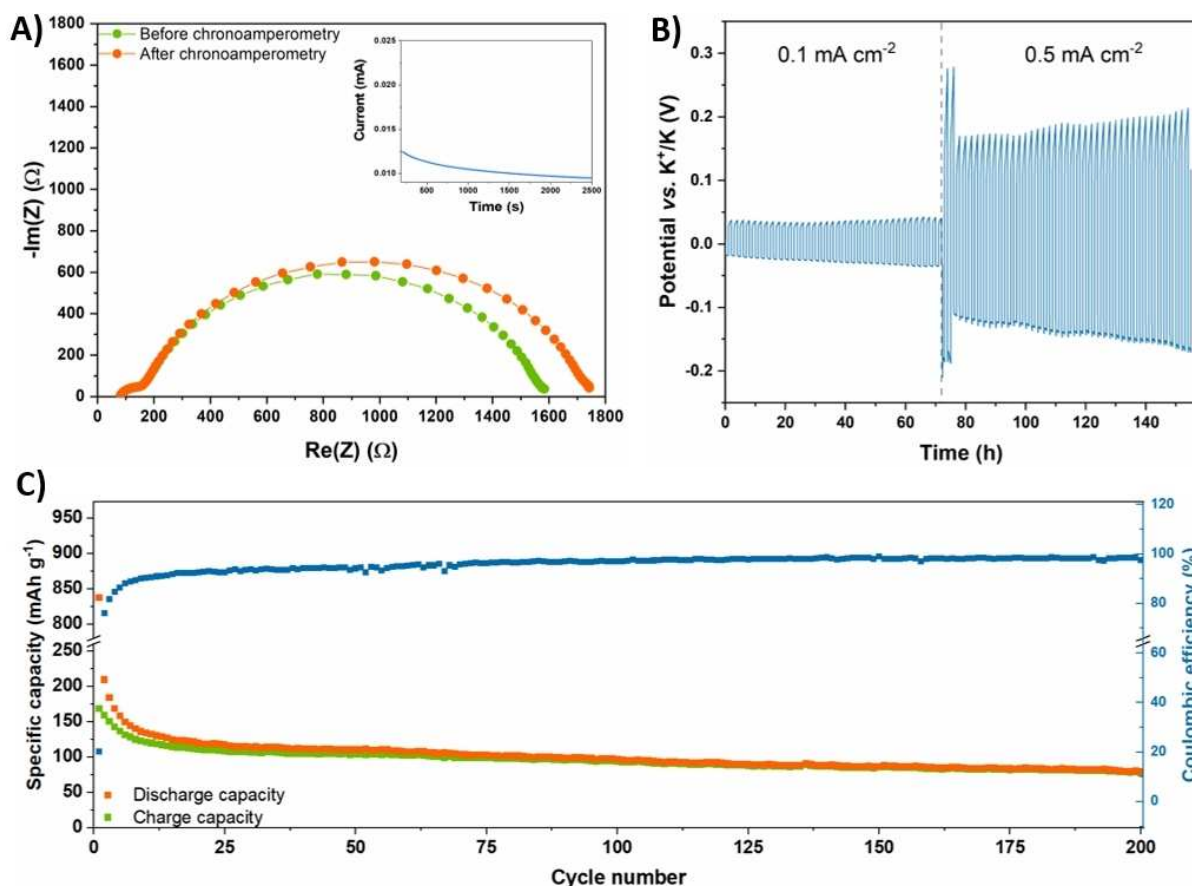 A)
1800
1600
1400
1200
1000
800
600
400
200
0
-Im(Z) (Ω)
Before chronoamperometry
After chronoamperometry
0.025
0.020
0.015
0.010
Current (mA)
500 1000 1500 2000 2500
Time (s)
0 200 400 600 800 1000 1200 1400 1600 1800
Re(Z) (Ω)
B)
0.3
0.2
0.1
0.0
-0.1
-0.2
Potential vs. K⁺/K (V)
0.1 mA cm⁻²
0.5 mA cm⁻²
0 20 40 60 80 100 120 140
Time (h)
C)
950
900
850
800
250
200
150
100
50
0
Specific capacity (mAh g⁻¹)
Discharge capacity
Charge capacity
120
100
80
60
40
20
0
Coulombic efficiency (%)
0 25 50 75 100 125 150 175 200
Cycle number